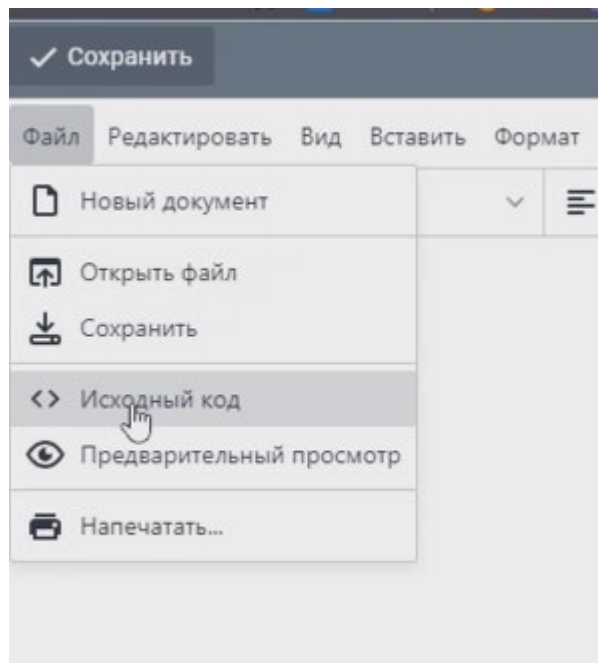 Сохранить
Файл Редактировать Вид Вставить Формат
Новый документ
Открыть файл
Сохранить
Исходный код
Предварительный просмотр
Напечатать...